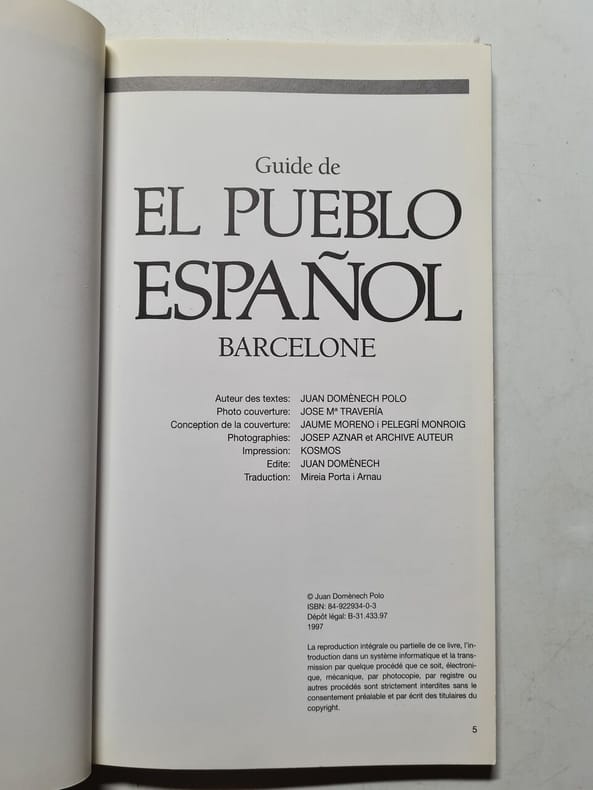 Guide de
EL PUEBLO
ESPAÑOL
BARCELONE
Auteur des textes: JUAN DOMÈNECH POLO
Photo couverture: JOSE Mª TRAVERÍA
Conception de la couverture: JAUME MORENO i PELEGRÍ MONROIG
Photographies: JOSEP AZNAR et ARCHIVE AUTEUR
Impression: KOSMOS
Edite: JUAN DOMÈNECH
Traduction: Mireia Porta i Arnau
© Juan Domènech Polo
ISBN: 84-922934-0-3
Dépôt légal: B-31.433.97
1997
La reproduction intégrale ou partielle de ce livre, l'in-
troduction dans un système informatique et la trans-
mission par quelque procédé que ce soit, électroni-
que, mécanique, par photocopie, par registre ou
autres procédés sont strictement interdites sans le
consentement préalable et par écrit des titulaires du
copyright.
5